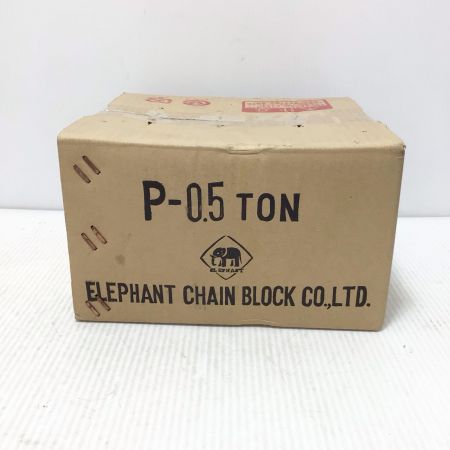 P-0.5 TON
ELEPHANT
ELEPHANT CHAIN BLOCK CO.,LTD.